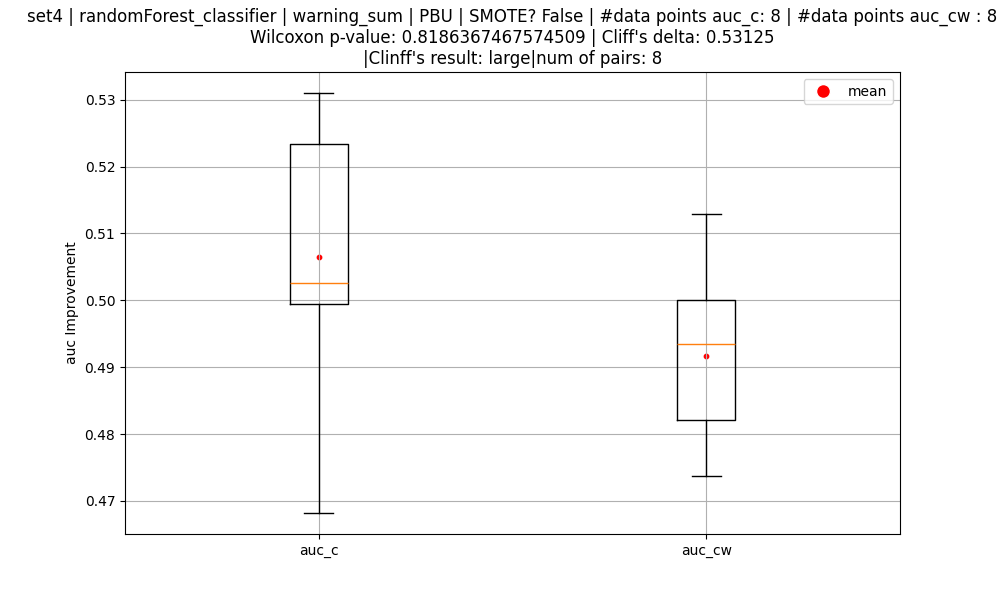 set4 | randomForest_classifier | warning_sum | PBU | SMOTE? False | #data points auc_c: 8 | #data points auc_cw : 8
Wilcoxon p-value: 0.8186367467574509 | Cliff's delta: 0.53125
|Clinff's result: large|num of pairs: 8
mean
0.53
0.52
0.51
0.50
0.49
0.48
0.47
auc Improvement
auc_c
auc_cw